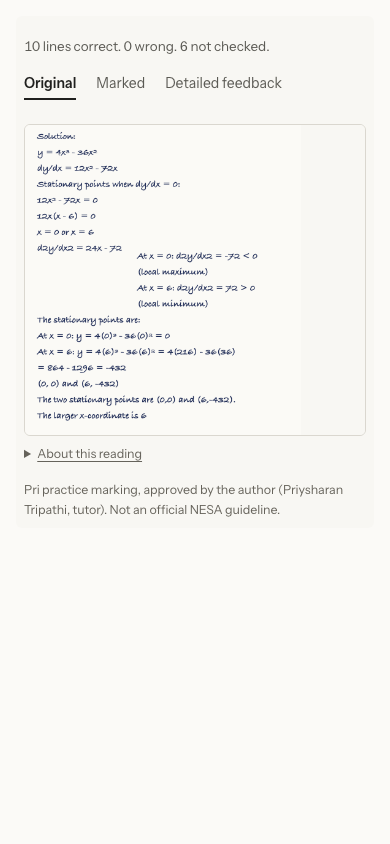 10 lines correct. 0 wrong. 6 not checked.
Original Marked Detailed feedback
Solution:
y = 4x³ - 36x²
dy/dx = 12x² - 72x
Stationary points when dy/dx = 0:
12x² - 72x = 0
12x(x - 6) = 0
x = 0 or x = 6
d2y/dx2 = 24x - 72
At x = 0: d2y/dx2 = -72 < 0
(local maximum)
At x = 6: d2y/dx2 = 72 > 0
(local minimum)
The stationary points are:
At x = 0: y = 4(0)³ - 36(0)² = 0
At x = 6: y = 4(6)³ - 36(6)² = 4(216) - 36(36)
= 864 - 1296 = -432
(0, 0) and (6, -432)
The two stationary points are (0,0) and (6,-432).
The larger x-coordinate is 6
▶ About this reading
Pri practice marking, approved by the author (Priysharan
Tripathi, tutor). Not an official NESA guideline.